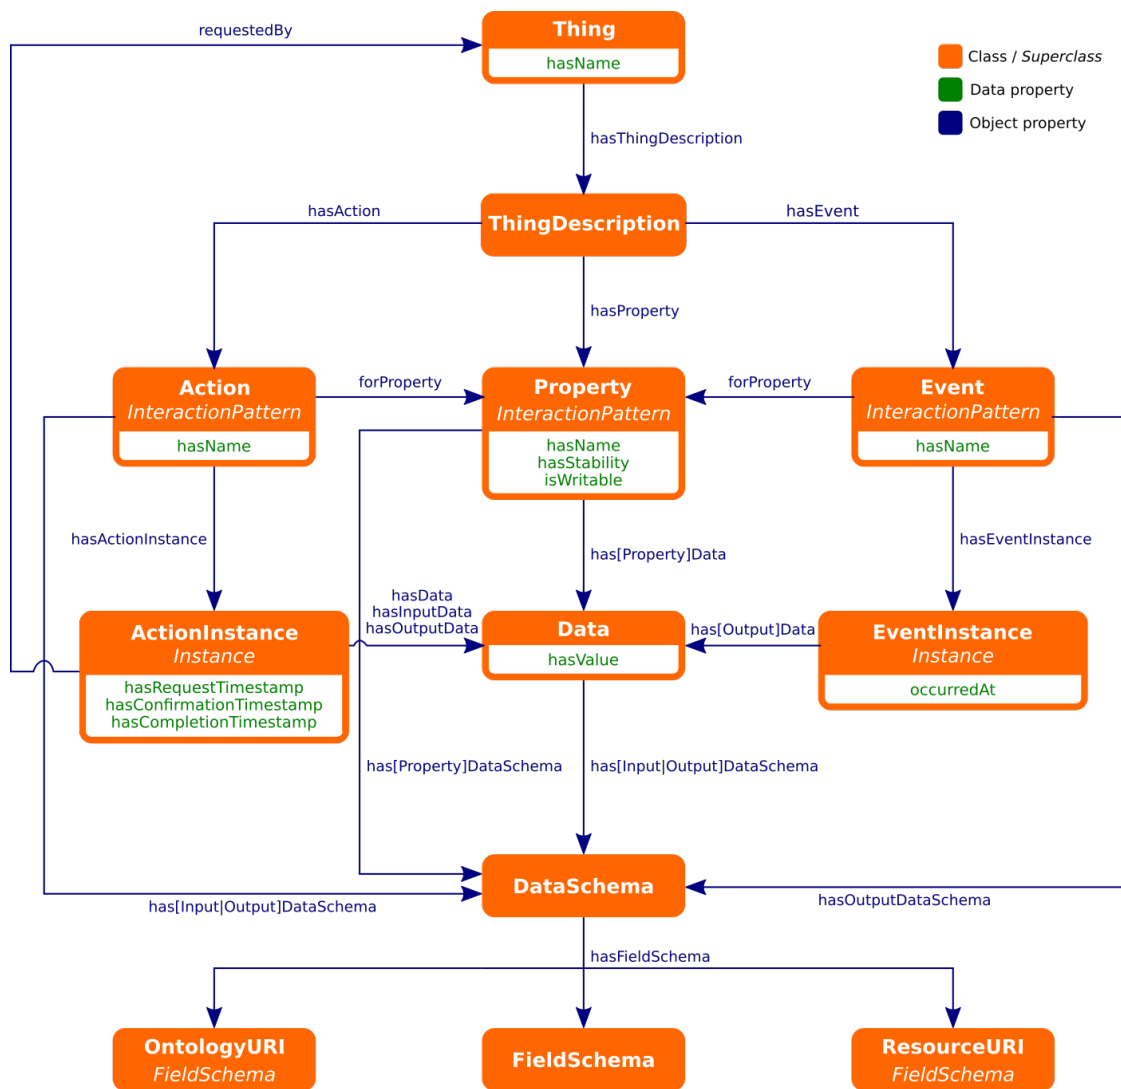 requestedBy
Thing
hasName
Class / Superclass
Data property
Object property
hasThingDescription
hasAction
ThingDescription
hasEvent
hasProperty
Action
InteractionPattern
hasName
forProperty
Property
InteractionPattern
hasName
hasStability
isWritable
forProperty
Event
InteractionPattern
hasName
hasActionInstance
has[Property]Data
hasEventInstance
ActionInstance
Instance
hasRequestTimestamp
hasConfirmationTimestamp
hasCompletionTimestamp
hasData
hasInputData
hasOutputData
Data
hasValue
has[Output]Data
EventInstance
Instance
occurredAt
has[Property]DataSchema
has[Input|Output]DataSchema
has[Input|Output]DataSchema
DataSchema
hasOutputDataSchema
hasFieldSchema
OntologyURI
FieldSchema
FieldSchema
ResourceURI
FieldSchema